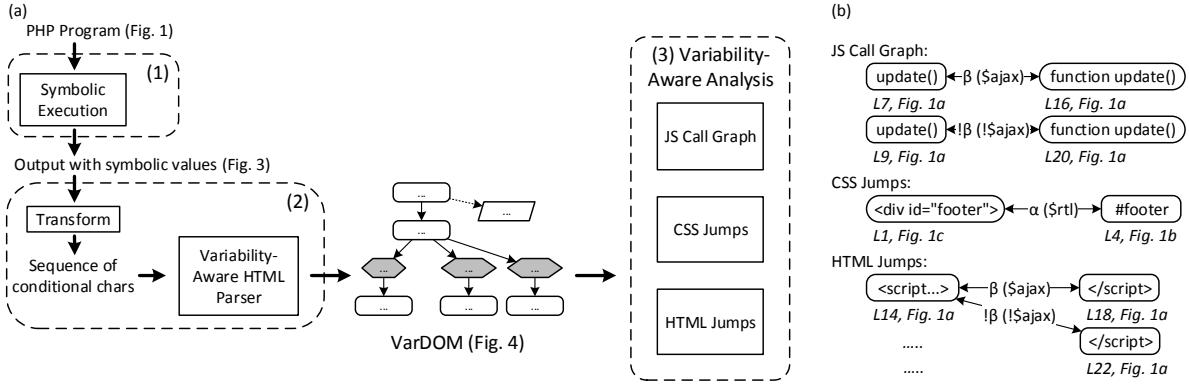 (a)
PHP Program (Fig. 1)
(1)
Symbolic
Execution
Output with symbolic values (Fig. 3)
(2)
Transform
Sequence of
conditional chars
Variability-
Aware HTML
Parser
...
...
...
...
...
...
...
...
...
VarDOM (Fig. 4)
(3) Variability-
Aware Analysis
JS Call Graph
CSS Jumps
HTML Jumps
(b)
JS Call Graph:
update() β ($ajax) function update()
L7, Fig. 1a L16, Fig. 1a
update() !β (!$ajax) function update()
L9, Fig. 1a L20, Fig. 1a
CSS Jumps:
<div id="footer"> α ($rtl) #footer
L1, Fig. 1c L4, Fig. 1b
HTML Jumps:
<script...> β ($ajax) </script>
L14, Fig. 1a !β (!$ajax) L18, Fig. 1a
..... </script>
..... L22, Fig. 1a